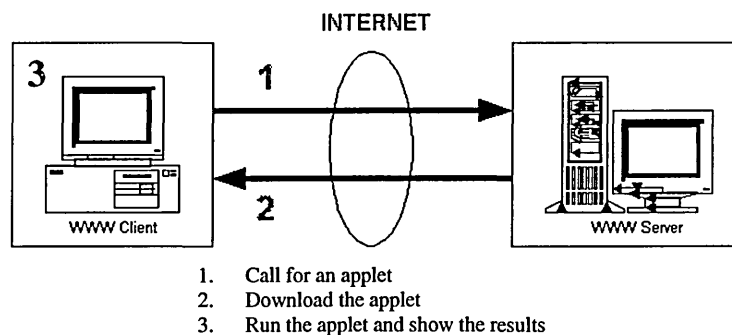 INTERNET
3
1
2
WWW Client
WWW Server
1. Call for an applet
2. Download the applet
3. Run the applet and show the results